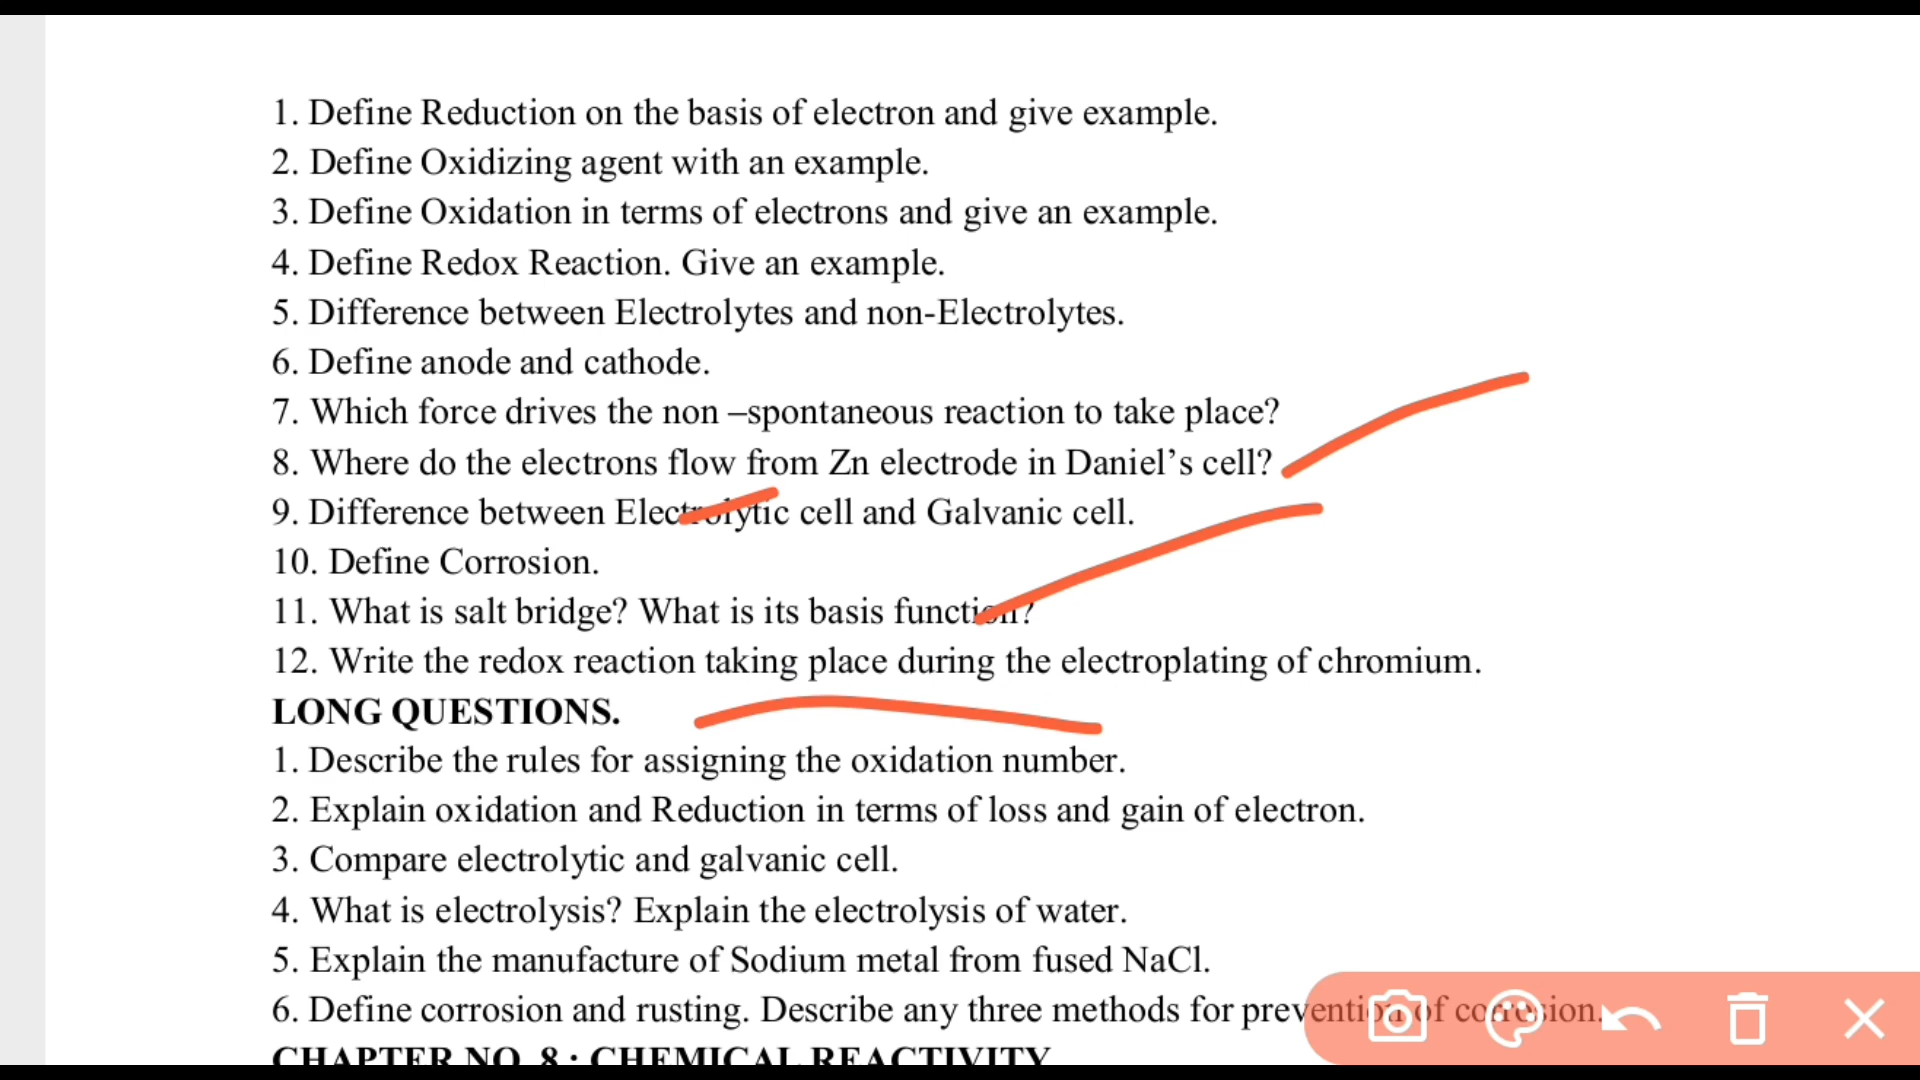 1. Define Reduction on the basis of electron and give example.
2. Define Oxidizing agent with an example.
3. Define Oxidation in terms of electrons and give an example.
4. Define Redox Reaction. Give an example.
5. Difference between Electrolytes and non-Electrolytes.
6. Define anode and cathode.
7. Which force drives the non –spontaneous reaction to take place?
8. Where do the electrons flow from Zn electrode in Daniel’s cell?
9. Difference between Electrolytic cell and Galvanic cell.
10. Define Corrosion.
11. What is salt bridge? What is its basis function?
12. Write the redox reaction taking place during the electroplating of chromium.
LONG QUESTIONS.
1. Describe the rules for assigning the oxidation number.
2. Explain oxidation and Reduction in terms of loss and gain of electron.
3. Compare electrolytic and galvanic cell.
4. What is electrolysis? Explain the electrolysis of water.
5. Explain the manufacture of Sodium metal from fused NaCl.
6. Define corrosion and rusting. Describe any three methods for prevention of corrosion.
CHAPTER NO. 8 : CHEMICAL REACTIVITY